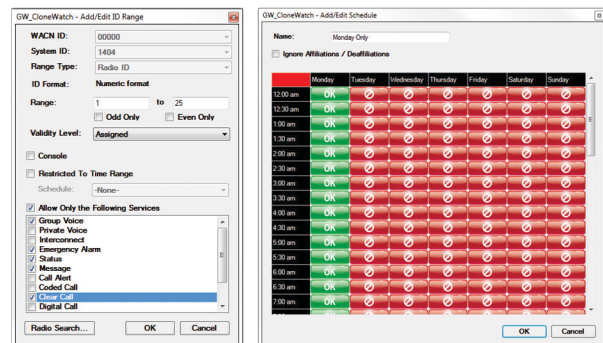 GW_CloneWatch - Add/Edit ID Range
WACN ID: 00000
System ID: 1404
Range Type: Radio ID
ID Format: Numeric format
Range: 1 to 25
Odd Only Even Only
Validity Level: Assigned
Console
Restricted To Time Range
Schedule: -None-
Allow Only the Following Services
Group Voice
Private Voice
Interconnect
Emergency Alarm
Status
Message
Call Alert
Coded Call
Clear Call
Digital Call
Radio Search... OK Cancel
GW_CloneWatch - Add/Edit Schedule
Name: Monday Only
Ignore Affiliations / Deaffiliations
Monday Tuesday Wednesday Thursday Friday Saturday Sunday
12:00 am OK
12:30 am OK
1:00 am OK
1:30 am OK
2:00 am OK
2:30 am OK
3:00 am OK
3:30 am OK
4:00 am OK
4:30 am OK
5:00 am OK
5:30 am OK
6:00 am OK
6:30 am OK
7:00 am OK
OK Cancel